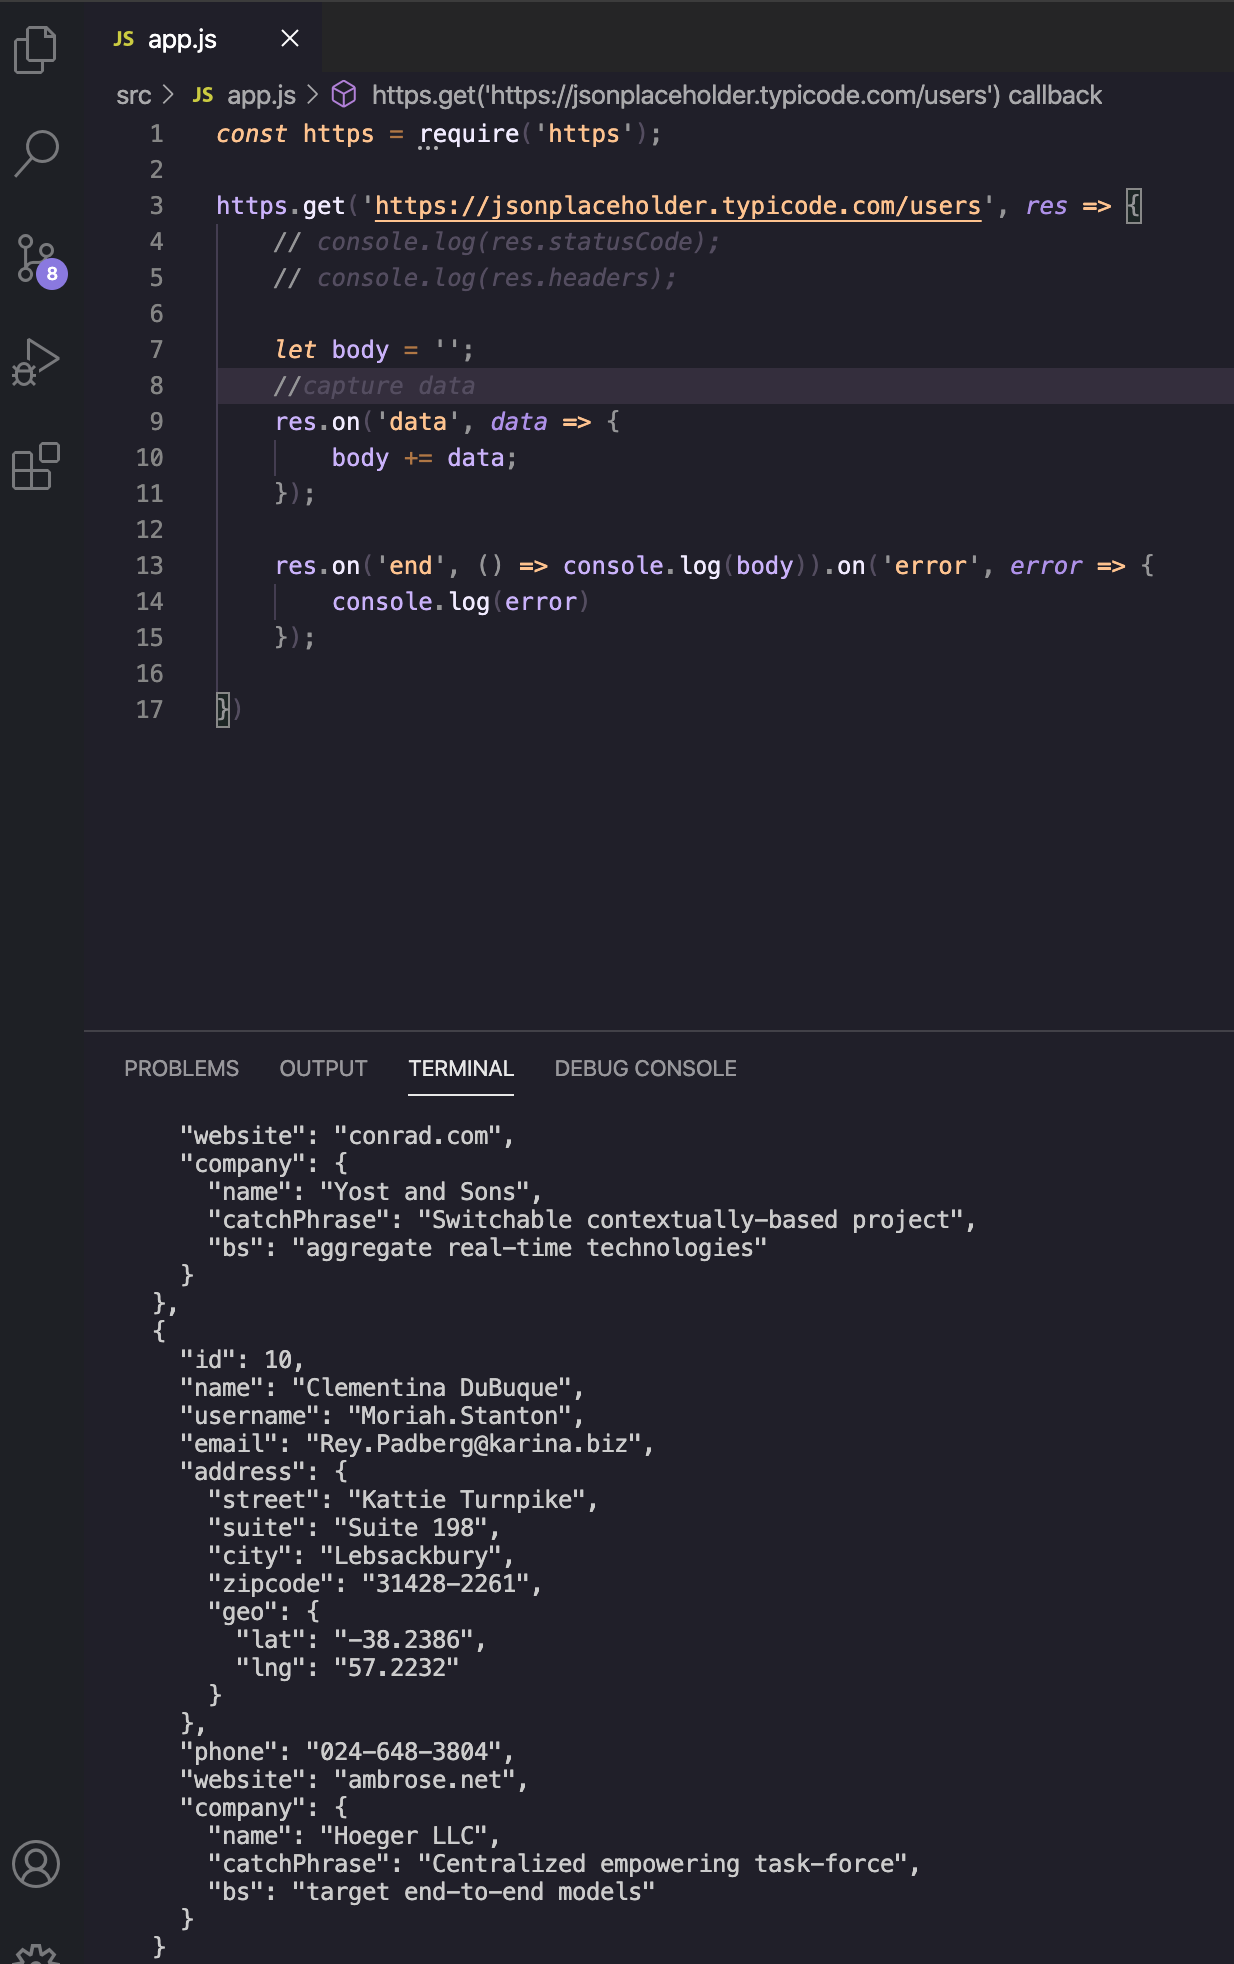 JS app.js
src > JS app.js > https.get('https://jsonplaceholder.typicode.com/users') callback
1 const https = require('https');
2
3 https.get('https://jsonplaceholder.typicode.com/users', res => {
4 // console.log(res.statusCode);
5 // console.log(res.headers);
6
7 let body = '';
8 //capture data
9 res.on('data', data => {
10 body += data;
11 });
12
13 res.on('end', () => console.log(body)).on('error', error => {
14 console.log(error)
15 });
16
17 })
8
PROBLEMS OUTPUT TERMINAL DEBUG CONSOLE
"website": "conrad.com",
"company": {
"name": "Yost and Sons",
"catchPhrase": "Switchable contextually-based project",
"bs": "aggregate real-time technologies"
}
},
{
"id": 10,
"name": "Clementina DuBuque",
"username": "Moriah.Stanton",
"email": "Rey.Padberg@karina.biz",
"address": {
"street": "Kattie Turnpike",
"suite": "Suite 198",
"city": "Lebsackbury",
"zipcode": "31428-2261",
"geo": {
"lat": "-38.2386",
"lng": "57.2232"
}
},
"phone": "024-648-3804",
"website": "ambrose.net",
"company": {
"name": "Hoeger LLC",
"catchPhrase": "Centralized empowering task-force",
"bs": "target end-to-end models"
}
}